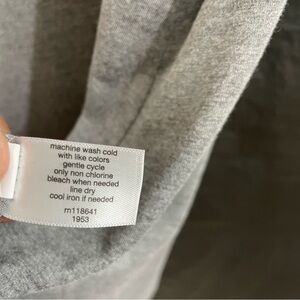 machine wash cold
with like colors
gentle cycle
only non chlorine
bleach when needed
line dry
cool iron if needed
m118641
1953